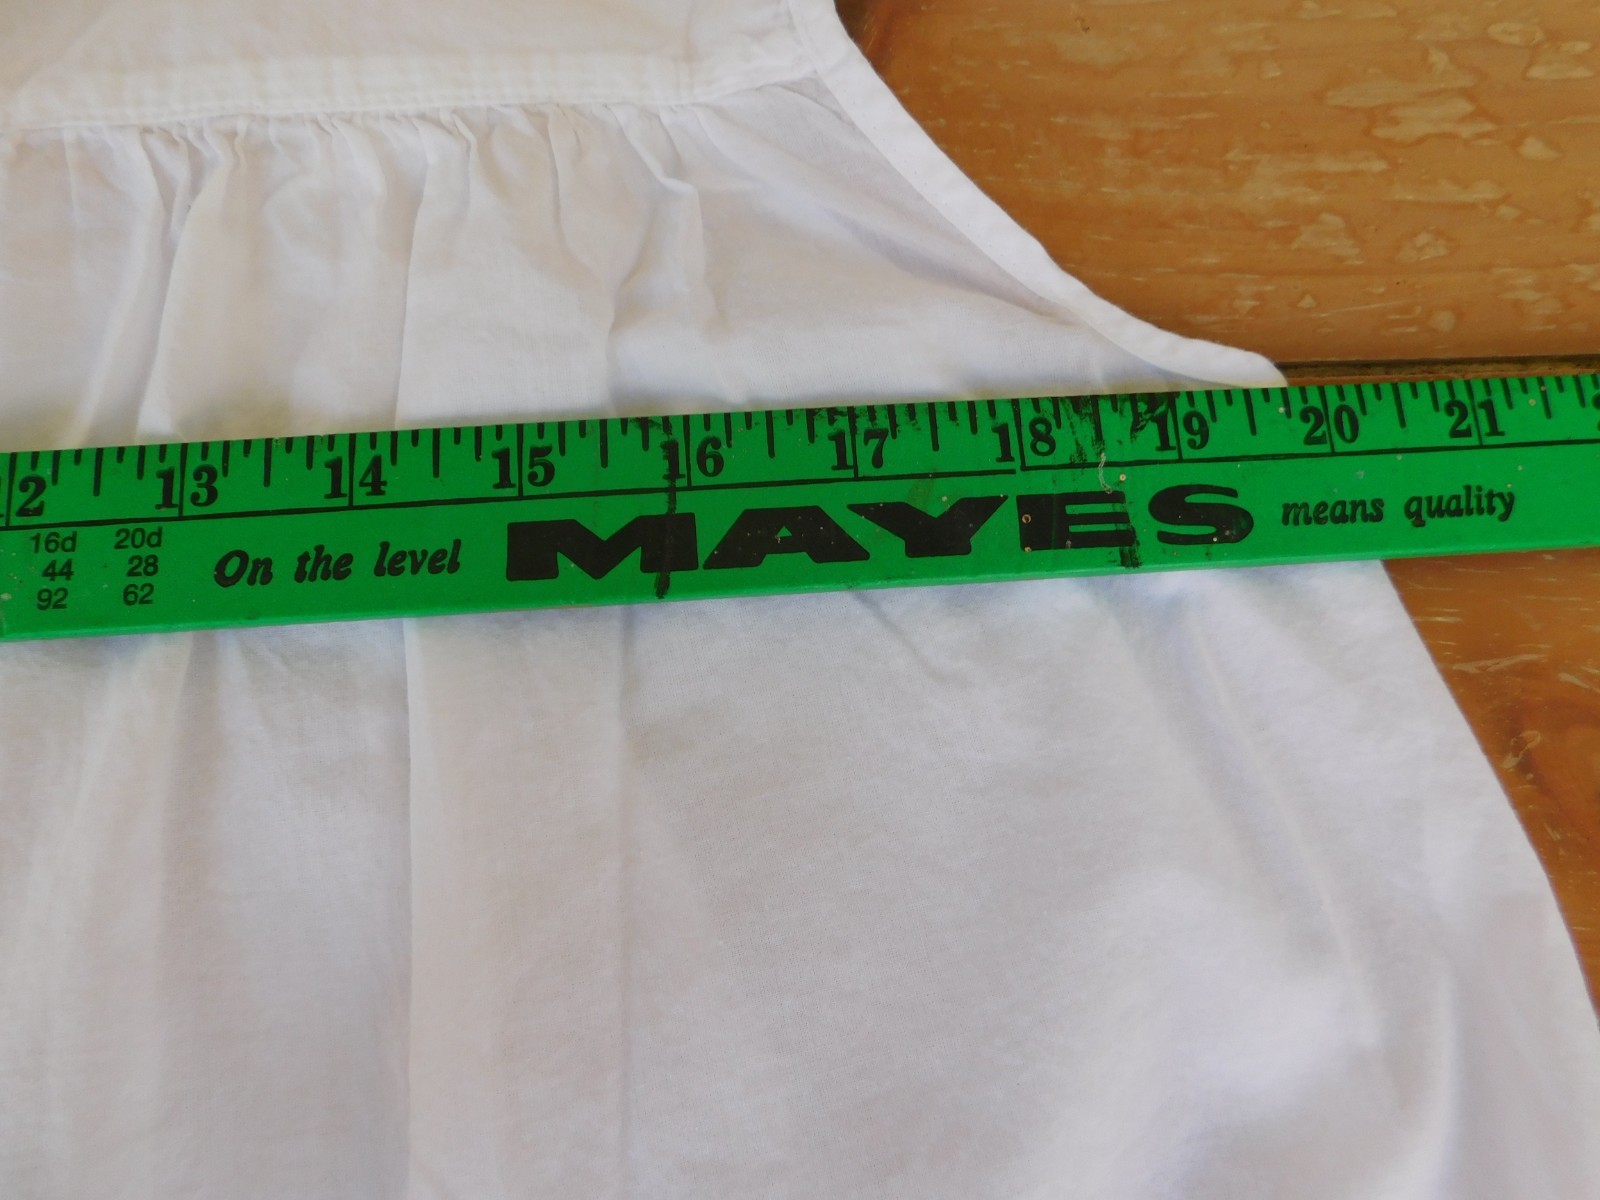 12 13 14 15 16 17 18 19 20 21
16d 20d
44 28
92 62
On the level MAYES means quality